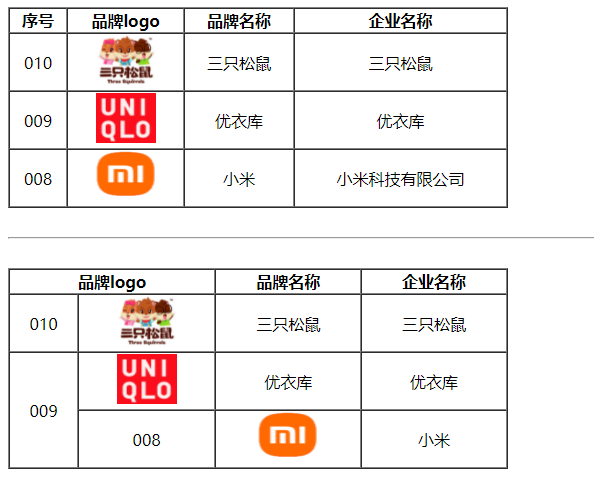 序号 品牌logo 品牌名称 企业名称
010 三只松鼠 Three Squirrels 三只松鼠 三只松鼠
009 UNI QLO 优衣库 优衣库
008 mi 小米 小米科技有限公司
品牌logo 品牌名称 企业名称
010 三只松鼠 Three Squirrels 三只松鼠 三只松鼠
009 UNI QLO 优衣库 优衣库
008 mi 小米